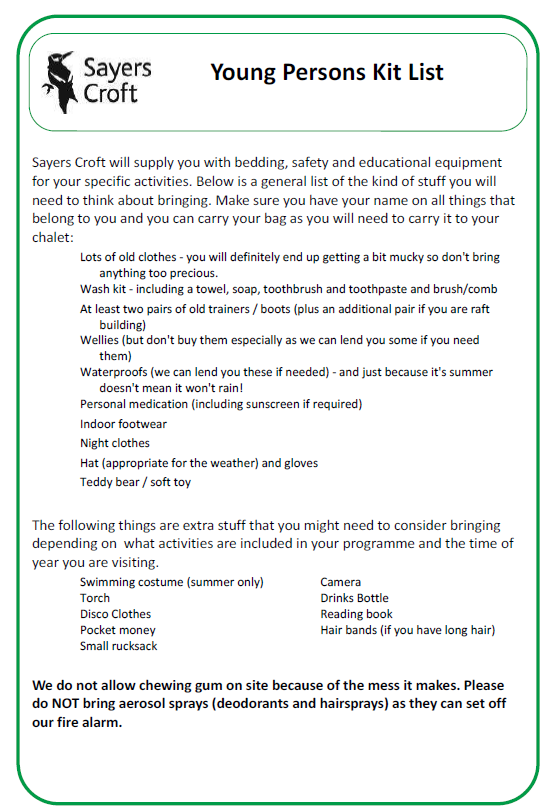 Sayers
Croft
Young Persons Kit List
Sayers Croft will supply you with bedding, safety and educational equipment
for your specific activities. Below is a general list of the kind of stuff you will
need to think about bringing. Make sure you have your name on all things that
belong to you and you can carry your bag as you will need to carry it to your
chalet:
Lots of old clothes - you will definitely end up getting a bit mucky so don't bring
anything too precious.
Wash kit - including a towel, soap, toothbrush and toothpaste and brush/comb
At least two pairs of old trainers / boots (plus an additional pair if you are raft
building)
Wellies (but don't buy them especially as we can lend you some if you need
them)
Waterproofs (we can lend you these if needed) - and just because it's summer
doesn't mean it won't rain!
Personal medication (including sunscreen if required)
Indoor footwear
Night clothes
Hat (appropriate for the weather) and gloves
Teddy bear / soft toy
The following things are extra stuff that you might need to consider bringing
depending on  what activities are included in your programme and the time of
year you are visiting.
Swimming costume (summer only)
Torch
Disco Clothes
Pocket money
Small rucksack
Camera
Drinks Bottle
Reading book
Hair bands (if you have long hair)
We do not allow chewing gum on site because of the mess it makes. Please
do NOT bring aerosol sprays (deodorants and hairsprays) as they can set off
our fire alarm.